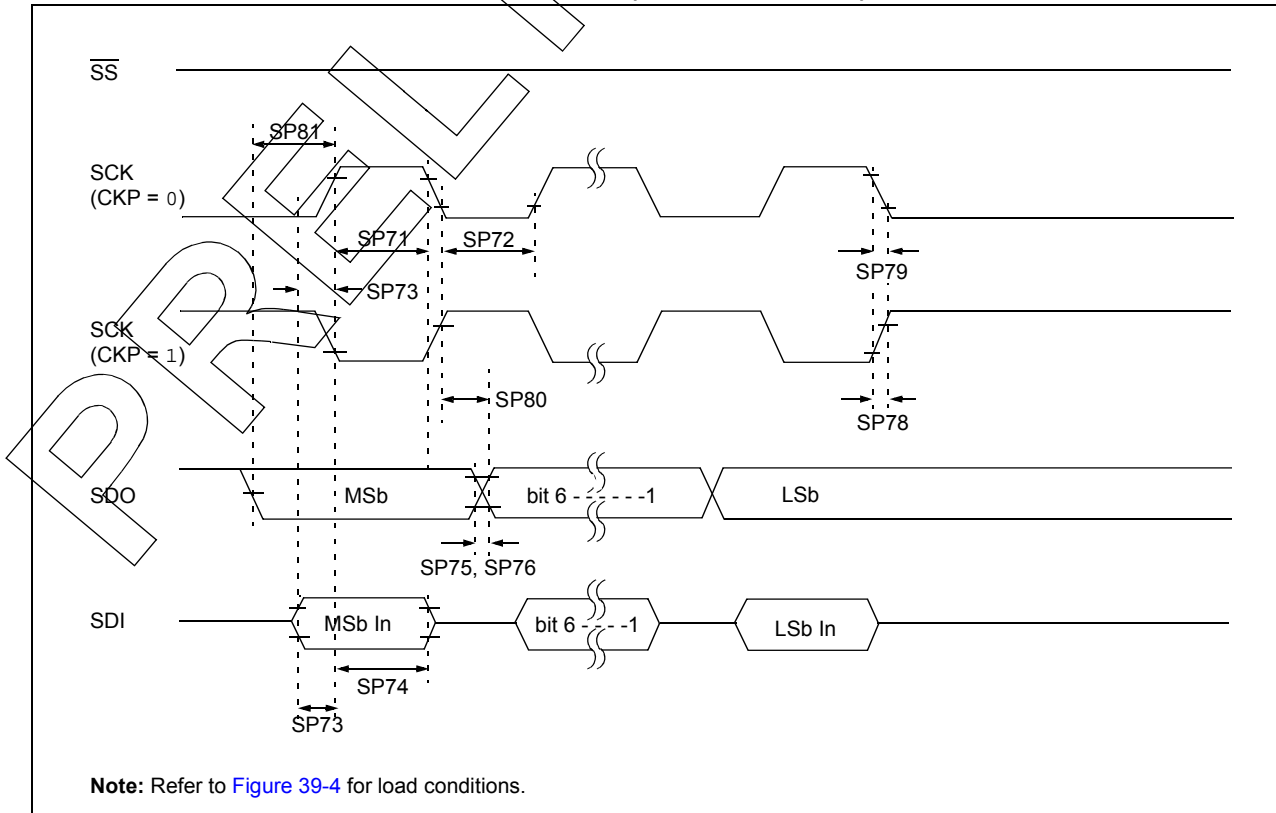 SS
SP81
SCK
(CKP = 0)
SP71
SP72
SP79
SP73
SCK
(CKP = 1)
SP80
SP78
SDO
MSb
bit 6 - - - - - -1
LSb
SP75, SP76
SDI
MSb In
bit 6 - - - -1
LSb In
SP74
SP73
Note: Refer to Figure 39-4 for load conditions.
PREL